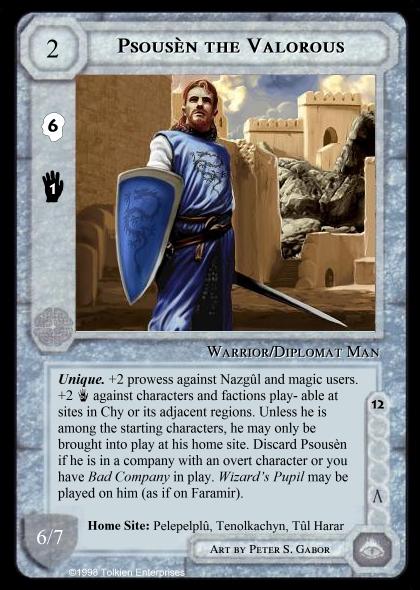 2
PSOUSÈN THE VALOROUS
6
1
WARRIOR/DIPLOMAT MAN
Unique. +2 prowess against Nazgûl and magic users.
+2 against characters and factions play- able at
sites in Chy or its adjacent regions. Unless he is
among the starting characters, he may only be
brought into play at his home site. Discard Psousèn
if he is in a company with an overt character or you
have Bad Company in play. Wizard's Pupil may be
played on him (as if on Faramir).
12
Home Site: Pelepelplû, Tenolkachyn, Tûl Harar
6/7
ART BY PETER S. GABOR
©1998 Tolkien Enterprises